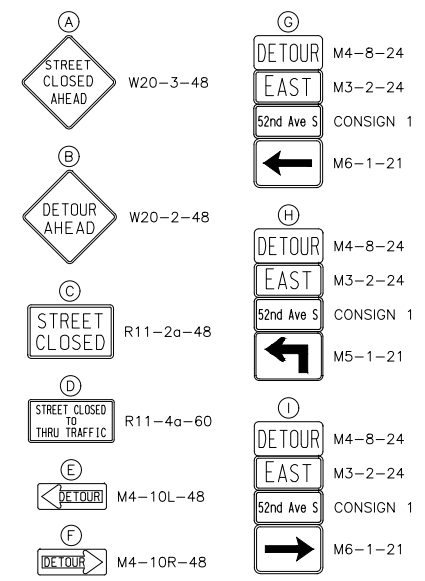 A
STREET
CLOSED
AHEAD
W20-3-48
B
DETOUR
AHEAD
W20-2-48
C
STREET
CLOSED
R11-2a-48
D
STREET CLOSED
TO
THRU TRAFFIC
R11-4a-60
E
DETOUR
M4-10L-48
F
DETOUR
M4-10R-48
G
DETOUR M4-8-24
EAST M3-2-24
52nd Ave S CONSIGN 1
M6-1-21
H
DETOUR M4-8-24
EAST M3-2-24
52nd Ave S CONSIGN 1
M5-1-21
I
DETOUR M4-8-24
EAST M3-2-24
52nd Ave S CONSIGN 1
M6-1-21